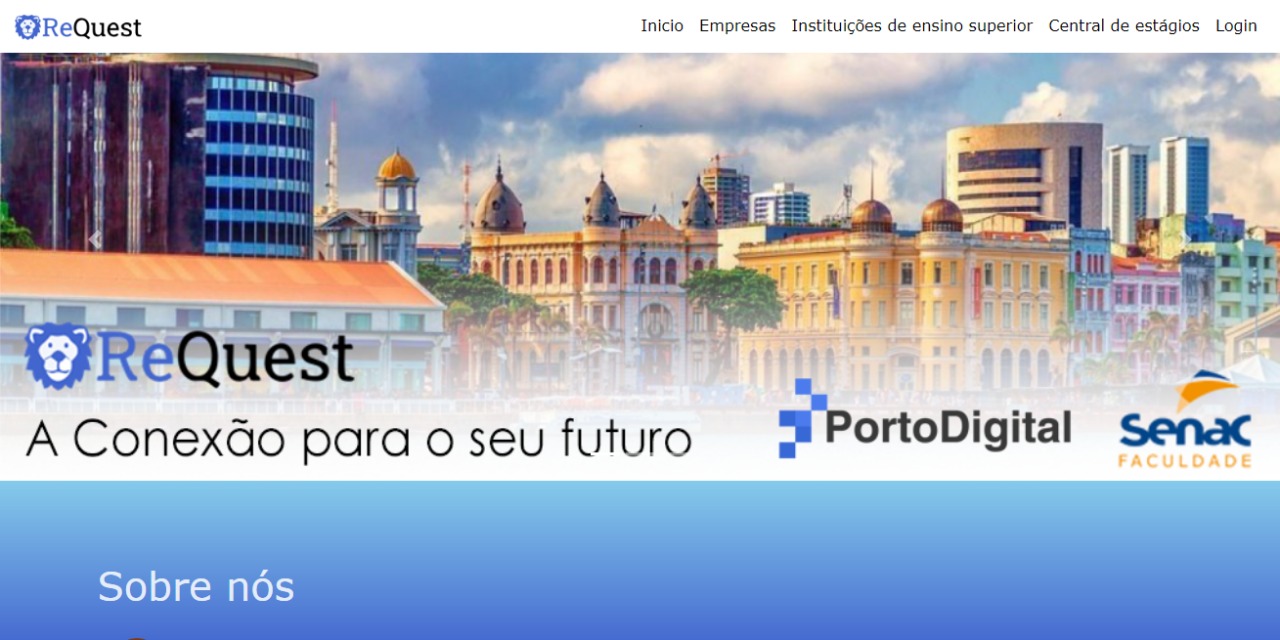 ReQuest
Inicio Empresas Instituições de ensino superior Central de estágios Login
ReQuest
A Conexão para o seu futuro
PortoDigital
Senac
FACULDADE
Sobre nós